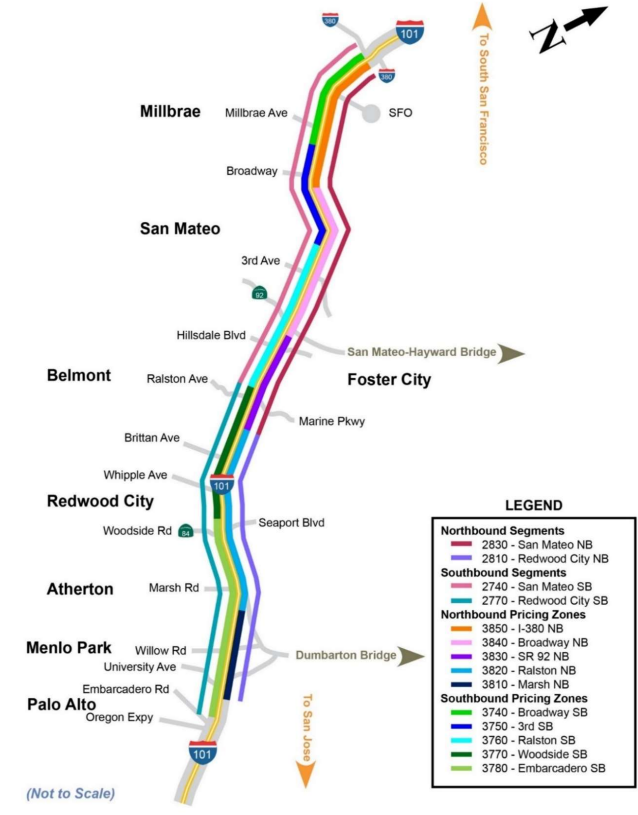 380
101
N
380
To South San Francisco
Millbrae
Millbrae Ave
SFO
Broadway
San Mateo
3rd Ave
92
Hillsdale Blvd
San Mateo-Hayward Bridge
Belmont
Ralston Ave
Foster City
Marine Pkwy
Brittan Ave
Whipple Ave
101
Redwood City
Woodside Rd
84
Seaport Blvd
Atherton
Marsh Rd
Menlo Park
Willow Rd
Dumbarton Bridge
University Ave
Embarcadero Rd
Palo Alto
Oregon Expy
To San Jose
101
(Not to Scale)
LEGEND
Northbound Segments
2830 - San Mateo NB
2810 - Redwood City NB
Southbound Segments
2740 - San Mateo SB
2770 - Redwood City SB
Northbound Pricing Zones
3850 - I-380 NB
3840 - Broadway NB
3830 - SR 92 NB
3820 - Ralston NB
3810 - Marsh NB
Southbound Pricing Zones
3740 - Broadway SB
3750 - 3rd SB
3760 - Ralston SB
3770 - Woodside SB
3780 - Embarcadero SB